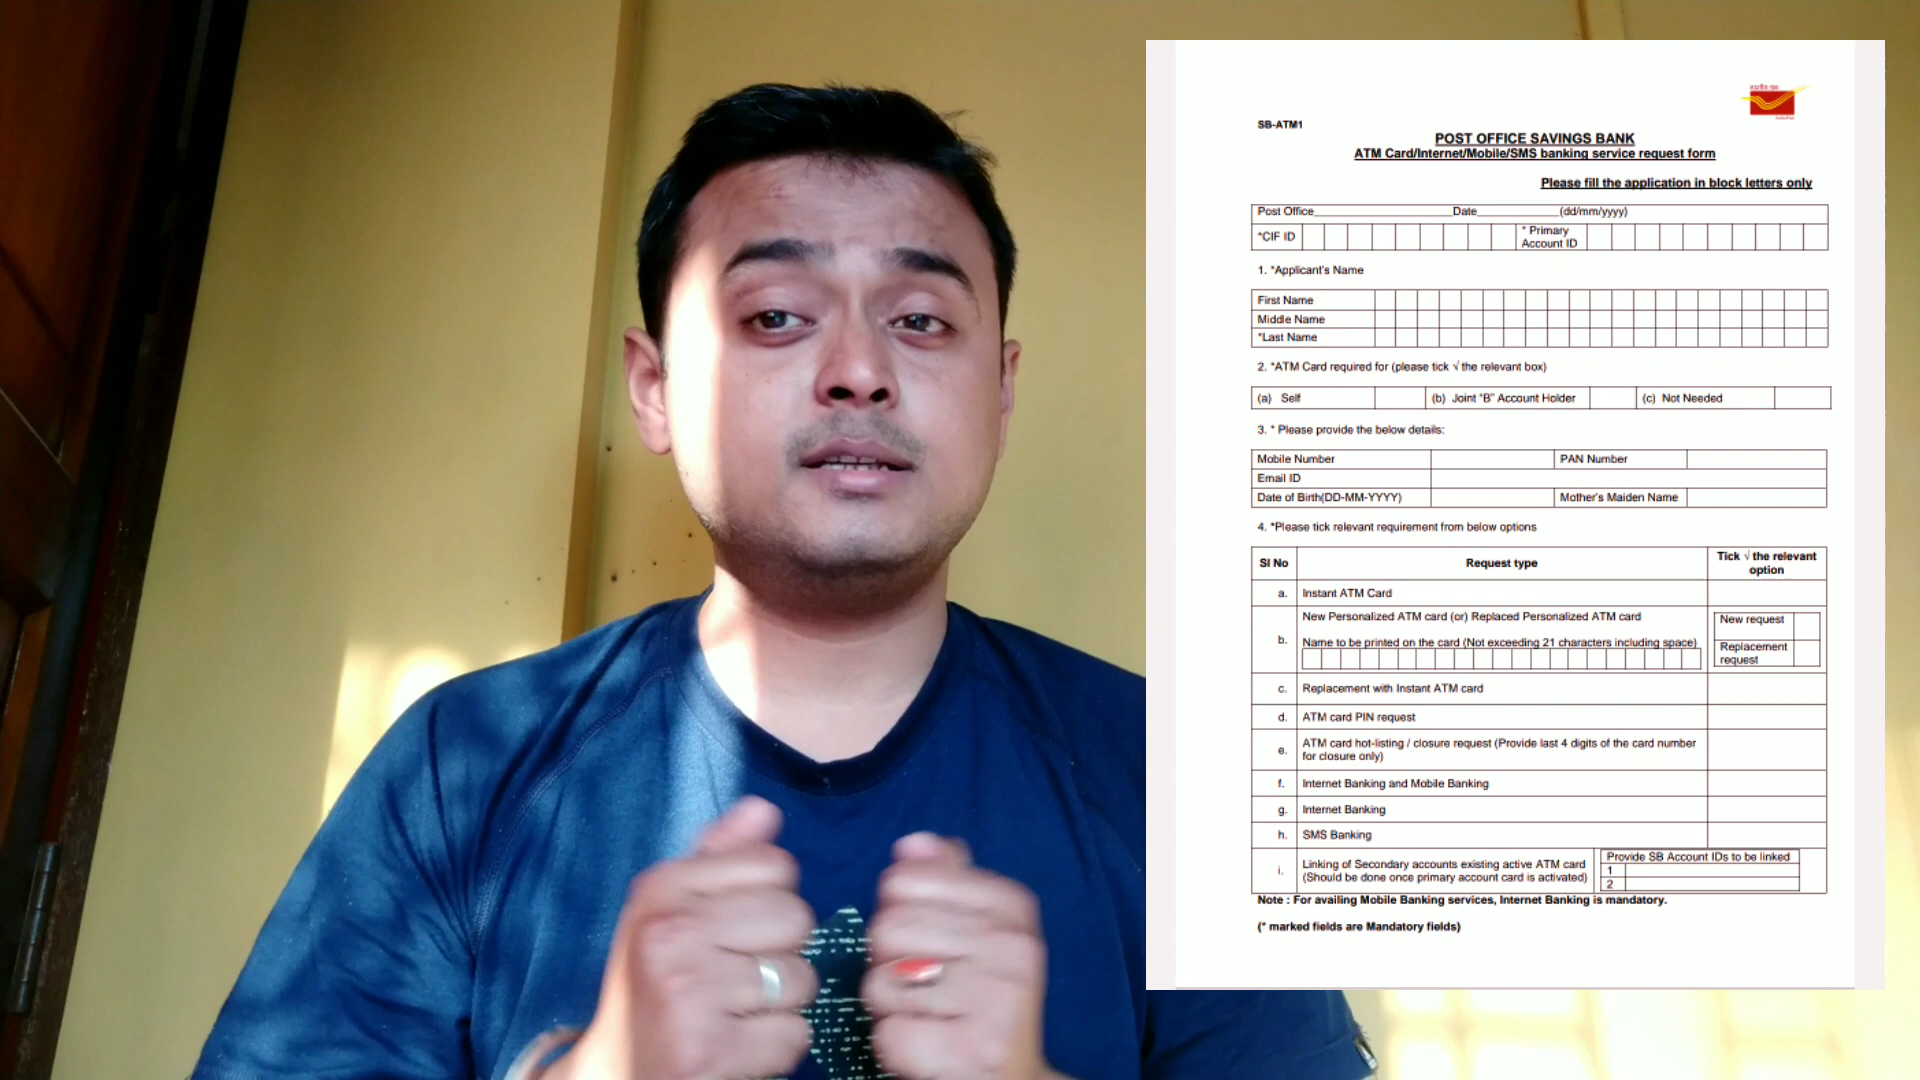 SB-ATM1
POST OFFICE SAVINGS BANK
ATM Card/Internet/Mobile/SMS banking service request form
Please fill the application in block letters only
Post Office____________________Date____________(dd/mm/yyyy)
*CIF ID * Primary Account ID
1. *Applicant's Name
First Name
Middle Name
*Last Name
2. *ATM Card required for (please tick √ the relevant box)
(a) Self (b) Joint "B" Account Holder (c) Not Needed
3. * Please provide the below details:
Mobile Number PAN Number
Email ID
Date of Birth(DD-MM-YYYY) Mother's Maiden Name
4. *Please tick relevant requirement from below options
Sl No Request type Tick √ the relevant option
a. Instant ATM Card
b. New Personalized ATM card (or) Replaced Personalized ATM card
Name to be printed on the card (Not exceeding 21 characters including space)
New request
Replacement request
c. Replacement with Instant ATM card
d. ATM card PIN request
e. ATM card hot-listing / closure request (Provide last 4 digits of the card number
for closure only)
f. Internet Banking and Mobile Banking
g. Internet Banking
h. SMS Banking
i. Linking of Secondary accounts existing active ATM card
(Should be done once primary account card is activated)
Provide SB Account IDs to be linked
1
2
Note : For availing Mobile Banking services, Internet Banking is mandatory.
(* marked fields are Mandatory fields)